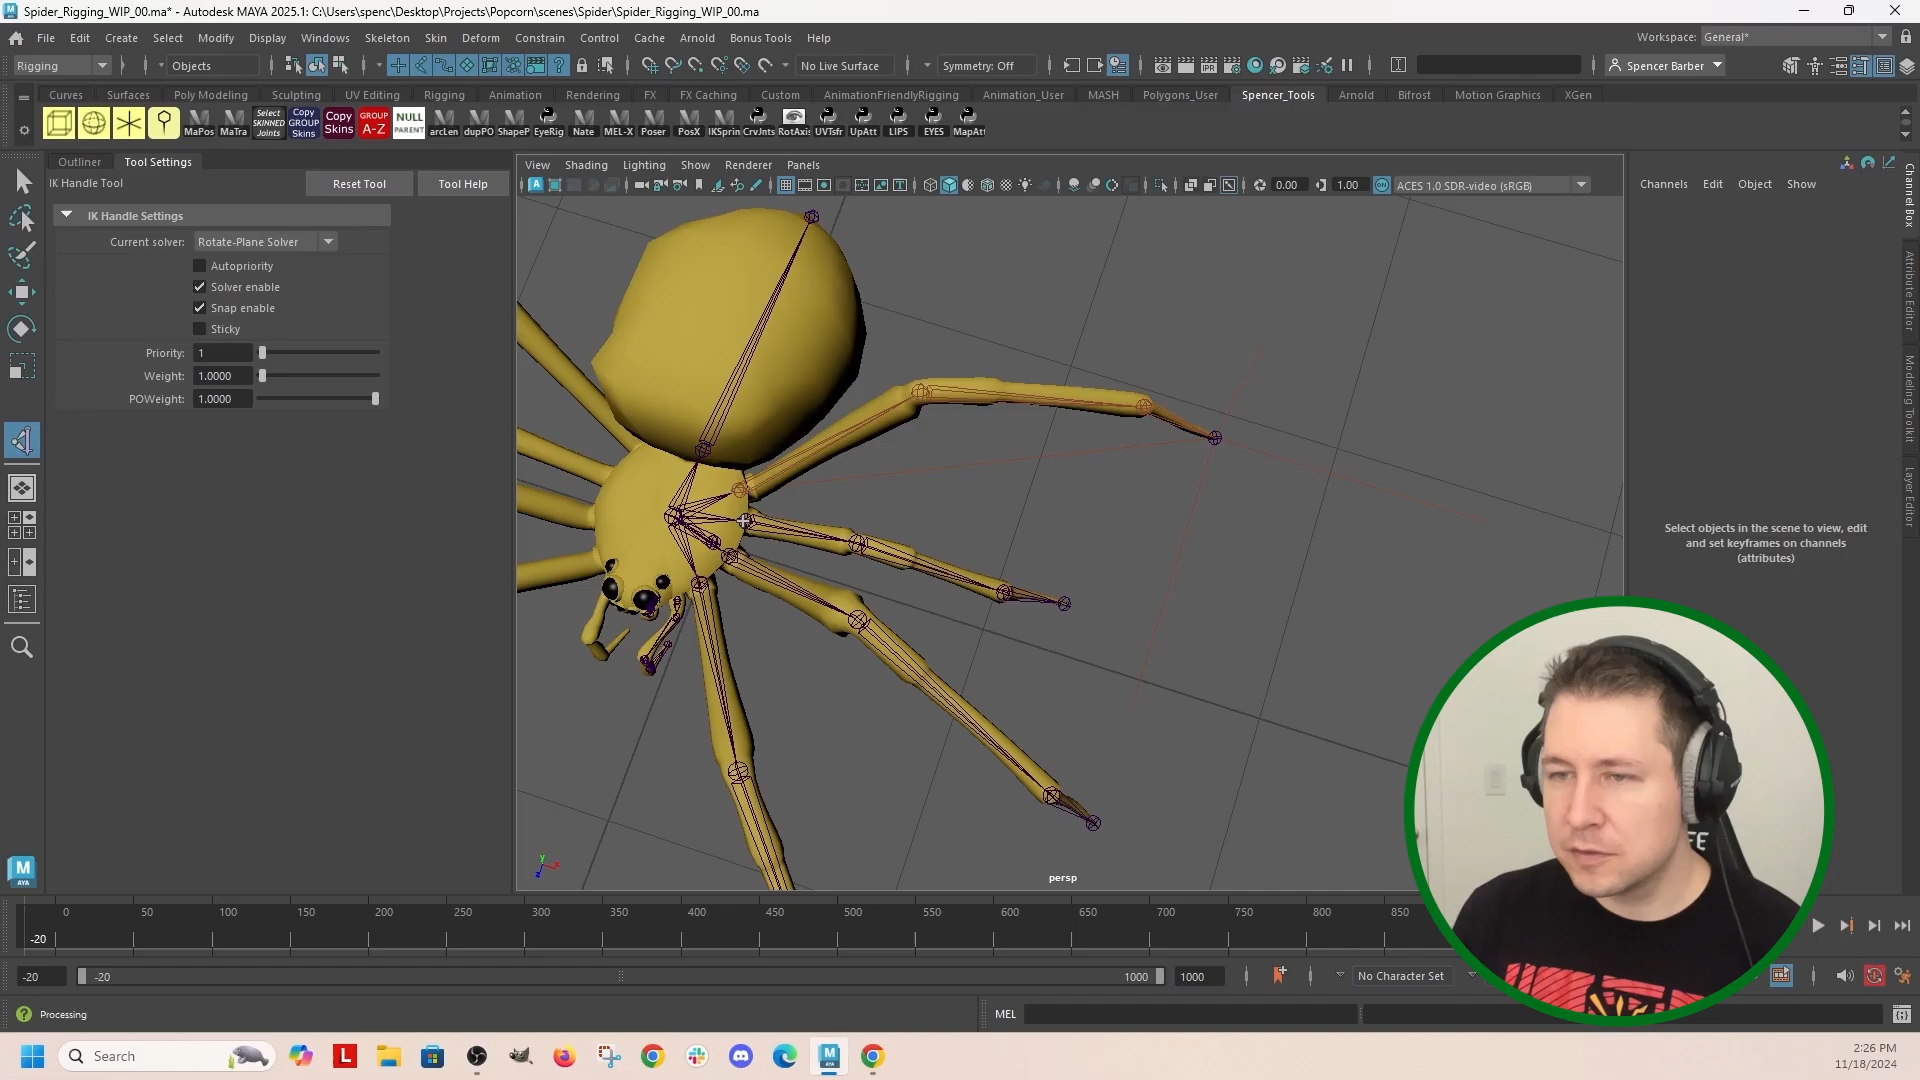 Spider_Rigging_WIP_00.ma* - Autodesk MAYA 2025.1: C:\Users\spenc\Desktop\Projects\Popcorn\scenes\Spider\Spider_Rigging_WIP_00.ma
File Edit Create Select Modify Display Windows Skeleton Skin Deform Constrain Control Cache Arnold Bonus Tools Help
Workspace: General*
Rigging Objects No Live Surface Symmetry: Off Spencer Barber
Curves Surfaces Poly Modeling Sculpting UV Editing Rigging Animation Rendering FX FX Caching Custom AnimationFriendlyRigging Animation_User MASH Polygons_User Spencer_Tools Arnold Bifrost Motion Graphics XGen
MaPos MaTra Select SKINNED Joints Copy GROUP Skins Copy Skins GROUP A-Z NULL PARENT arcLen dupPO ShapeP EyeRig Nate MEL-X Poser PosX IKSprin CrvJnts RotAxis UVTsfr UpAtt LIPS EYES MapAtt
Outliner Tool Settings
IK Handle Tool Reset Tool Tool Help
IK Handle Settings
Current solver: Rotate-Plane Solver
Autopriority
Solver enable
Snap enable
Sticky
Priority: 1
Weight: 1.0000
POWeight: 1.0000
View Shading Lighting Show Renderer Panels
0.00 1.00 ACES 1.0 SDR-video (sRGB)
persp
Channels Edit Object Show
Select objects in the scene to view, edit
and set keyframes on channels
(attributes)
Channel Box
Attribute Editor
Modeling Toolkit
Layer Editor
0 50 100 150 200 250 300 350 400 450 500 550 600 650 700 750 800 850
-20
-20 -20 1000 1000 No Character Set
Processing MEL
Search
2:26 PM
11/18/2024